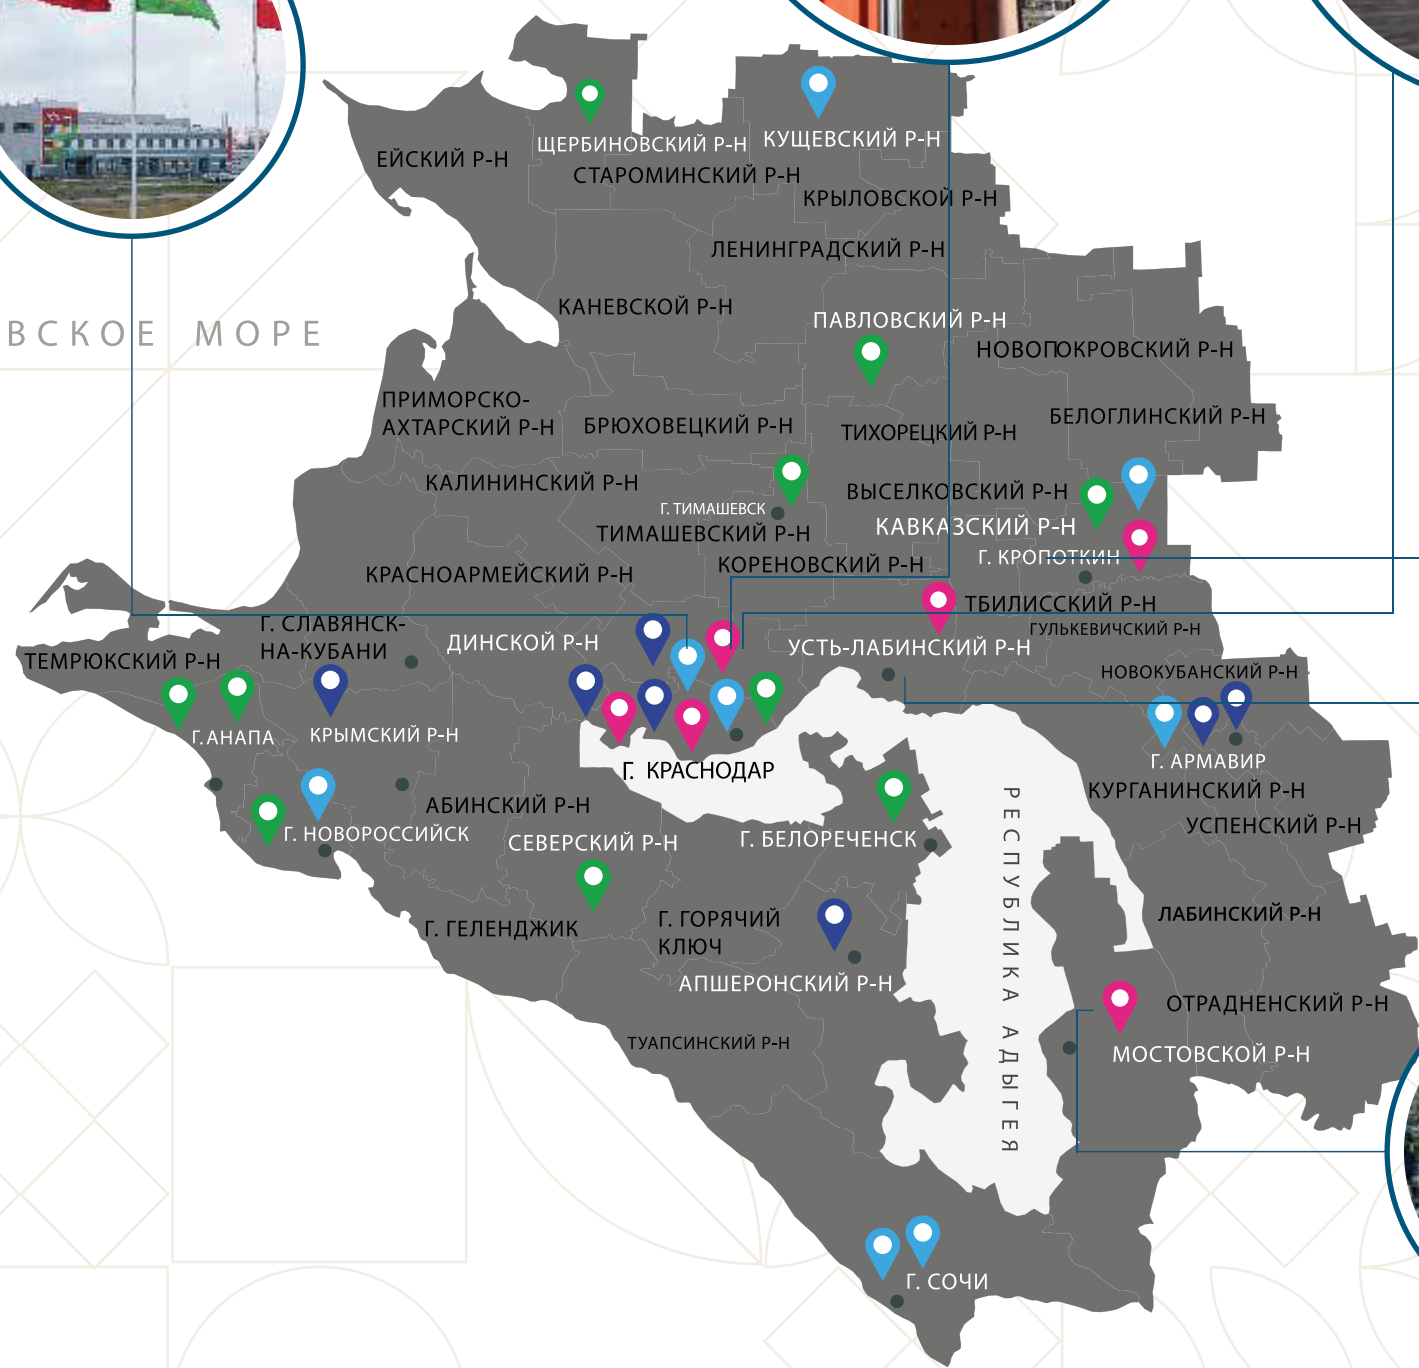 ЩЕРБИНОВСКИЙ Р-Н
КУЩЕВСКИЙ Р-Н
ЕЙСКИЙ Р-Н
СТАРОМИНСКИЙ Р-Н
КРЫЛОВСКОЙ Р-Н
ЛЕНИНГРАДСКИЙ Р-Н
КАНЕВСКОЙ Р-Н
ПАВЛОВСКИЙ Р-Н
ВСКОЕ МОРЕ
НОВОПОКРОВСКИЙ Р-Н
ПРИМОРСКО-
АХТАРСКИЙ Р-Н
БРЮХОВЕЦКИЙ Р-Н
ТИХОРЕЦКИЙ Р-Н
БЕЛОГЛИНСКИЙ Р-Н
КАЛИНИНСКИЙ Р-Н
ВЫСЕЛКОВСКИЙ Р-Н
Г. ТИМАШЕВСК
ТИМАШЕВСКИЙ Р-Н
КАВКАЗСКИЙ Р-Н
Г. КРОПОТКИН
КОРЕНОВСКИЙ Р-Н
КРАСНОАРМЕЙСКИЙ Р-Н
ТБИЛИССКИЙ Р-Н
ГУЛЬКЕВИЧСКИЙ Р-Н
Г. СЛАВЯНСК-
НА-КУБАНИ
ДИНСКОЙ Р-Н
УСТЬ-ЛАБИНСКИЙ Р-Н
ТЕМРЮКСКИЙ Р-Н
НОВОКУБАНСКИЙ Р-Н
Г.АНАПА
КРЫМСКИЙ Р-Н
Г. АРМАВИР
Г. КРАСНОДАР
КУРГАНИНСКИЙ Р-Н
АБИНСКИЙ Р-Н
УСПЕНСКИЙ Р-Н
Г. НОВОРОССИЙСК
СЕВЕРСКИЙ Р-Н
Г. БЕЛОРЕЧЕНСК
РЕСПУБЛИКА АДЫГЕЯ
ЛАБИНСКИЙ Р-Н
Г. ГЕЛЕНДЖИК
Г. ГОРЯЧИЙ
КЛЮЧ
АПШЕРОНСКИЙ Р-Н
ОТРАДНЕНСКИЙ Р-Н
ТУАПСИНСКИЙ Р-Н
МОСТОВСКОЙ Р-Н
Г. СОЧИ